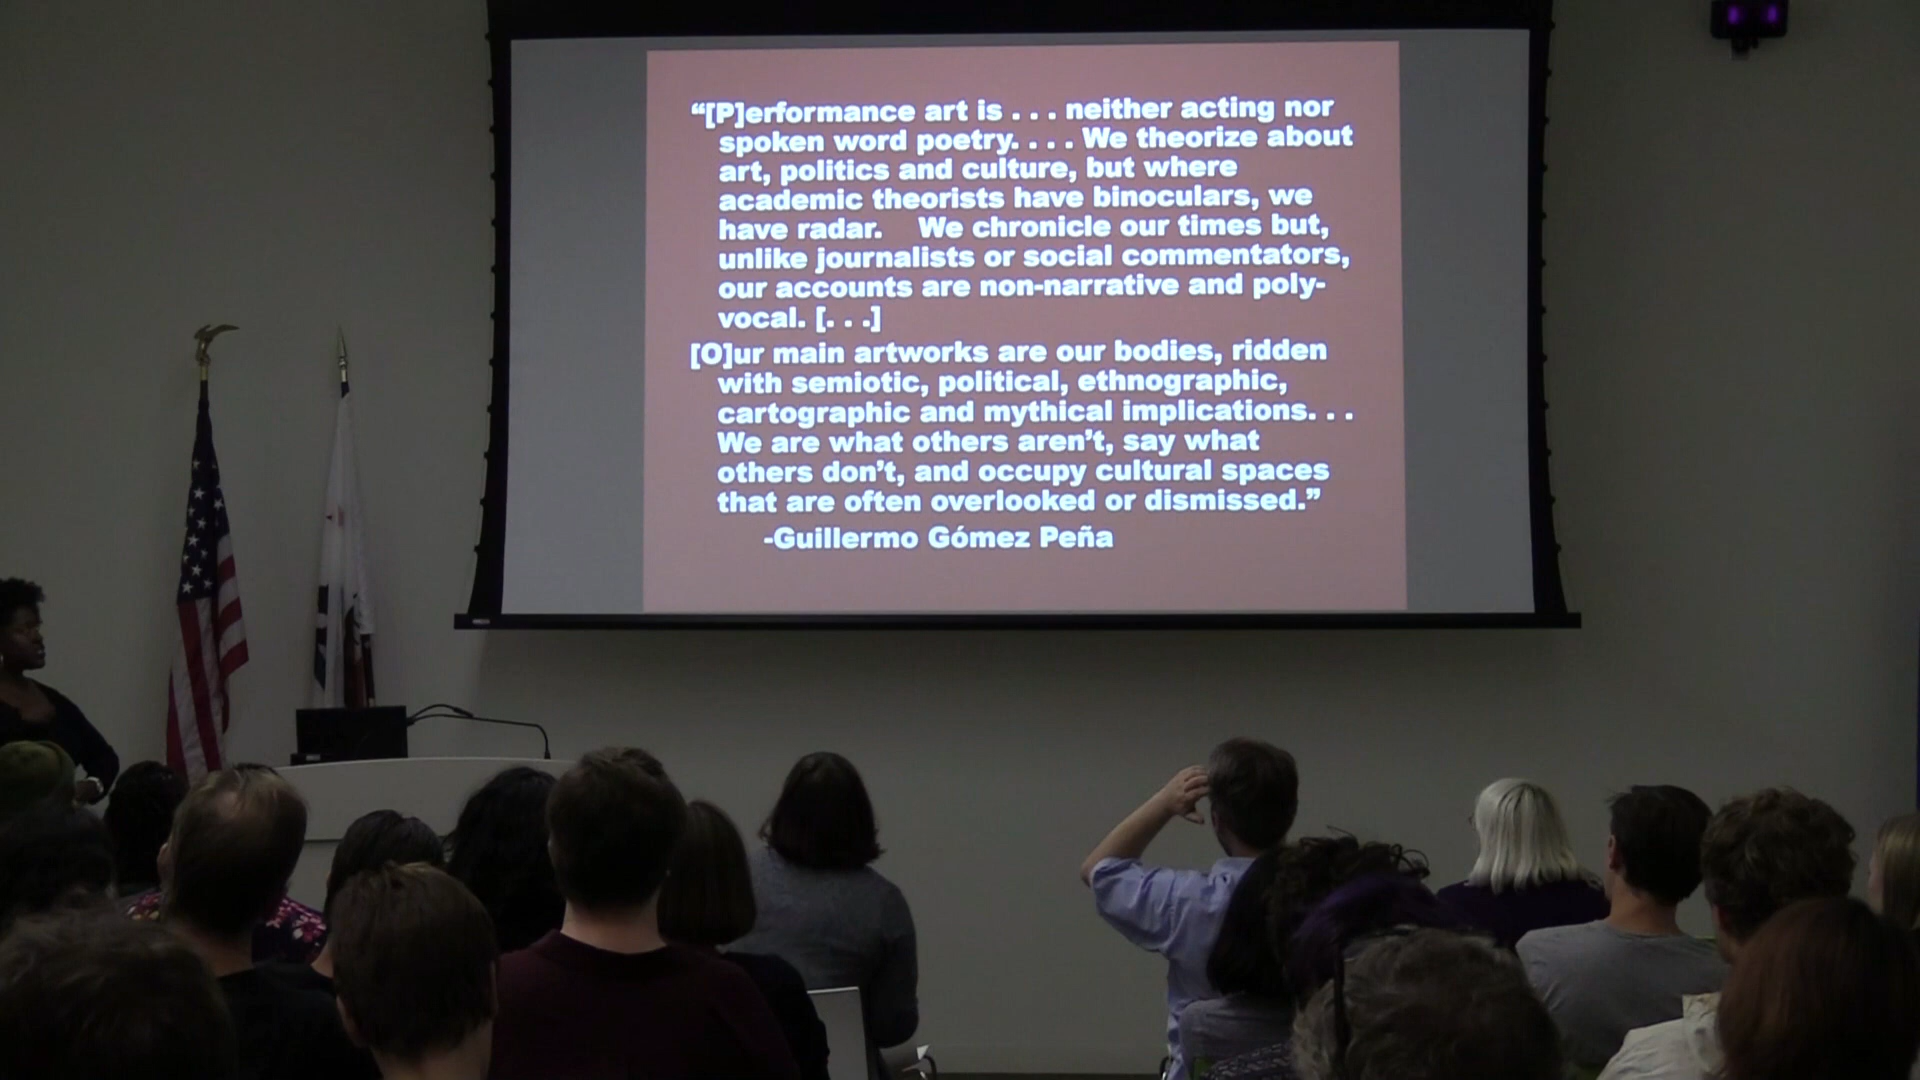 “[P]erformance art is . . . neither acting nor
spoken word poetry. . . . We theorize about
art, politics and culture, but where
academic theorists have binoculars, we
have radar.   We chronicle our times but,
unlike journalists or social commentators,
our accounts are non-narrative and poly-
vocal. [. . .]
[O]ur main artworks are our bodies, ridden
with semiotic, political, ethnographic,
cartographic and mythical implications. . .
We are what others aren’t, say what
others don’t, and occupy cultural spaces
that are often overlooked or dismissed.”
-Guillermo Gómez Peña